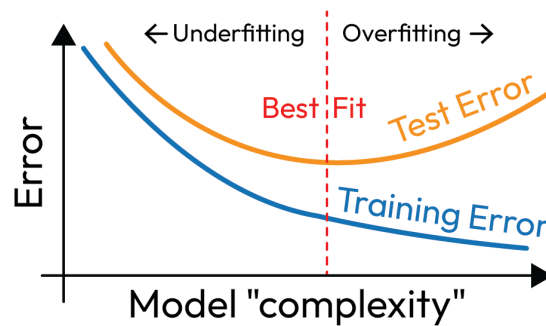 ← Underfitting
Overfitting →
Best Fit
Test Error
Training Error
Error
Model "complexity"